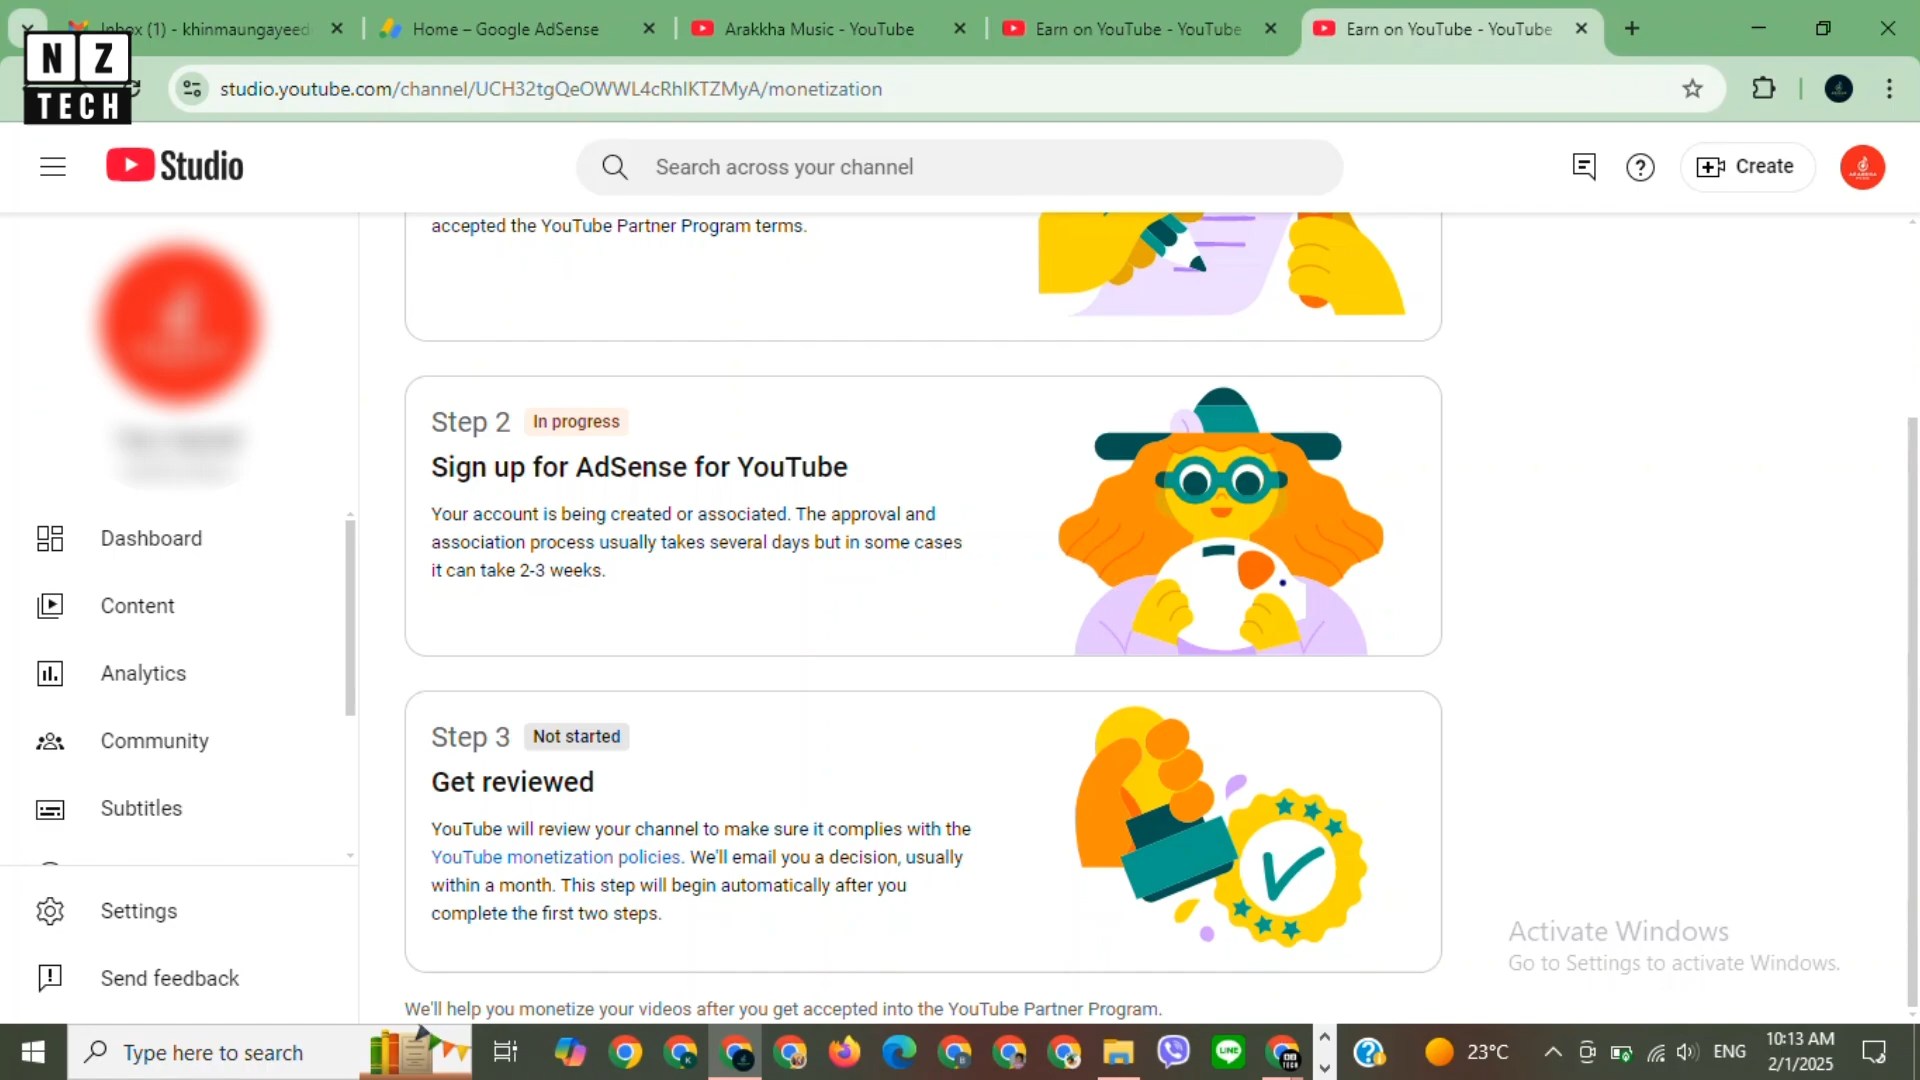 Inbox (1) - khinmaungayeed
Home – Google AdSense
Arakkha Music - YouTube
Earn on YouTube - YouTube
Earn on YouTube - YouTube
NZ
TECH
studio.youtube.com/channel/UCH32tgQeOWWL4cRhIKTZMyA/monetization
Studio
Search across your channel
Create
accepted the YouTube Partner Program terms.
Step 2
In progress
Sign up for AdSense for YouTube
Your account is being created or associated. The approval and
association process usually takes several days but in some cases
it can take 2-3 weeks.
Step 3
Not started
Get reviewed
YouTube will review your channel to make sure it complies with the
YouTube monetization policies. We'll email you a decision, usually
within a month. This step will begin automatically after you
complete the first two steps.
We'll help you monetize your videos after you get accepted into the YouTube Partner Program.
Dashboard
Content
Analytics
Community
Subtitles
Settings
Send feedback
Activate Windows
Go to Settings to activate Windows.
Type here to search
23°C
ENG
10:13 AM
2/1/2025